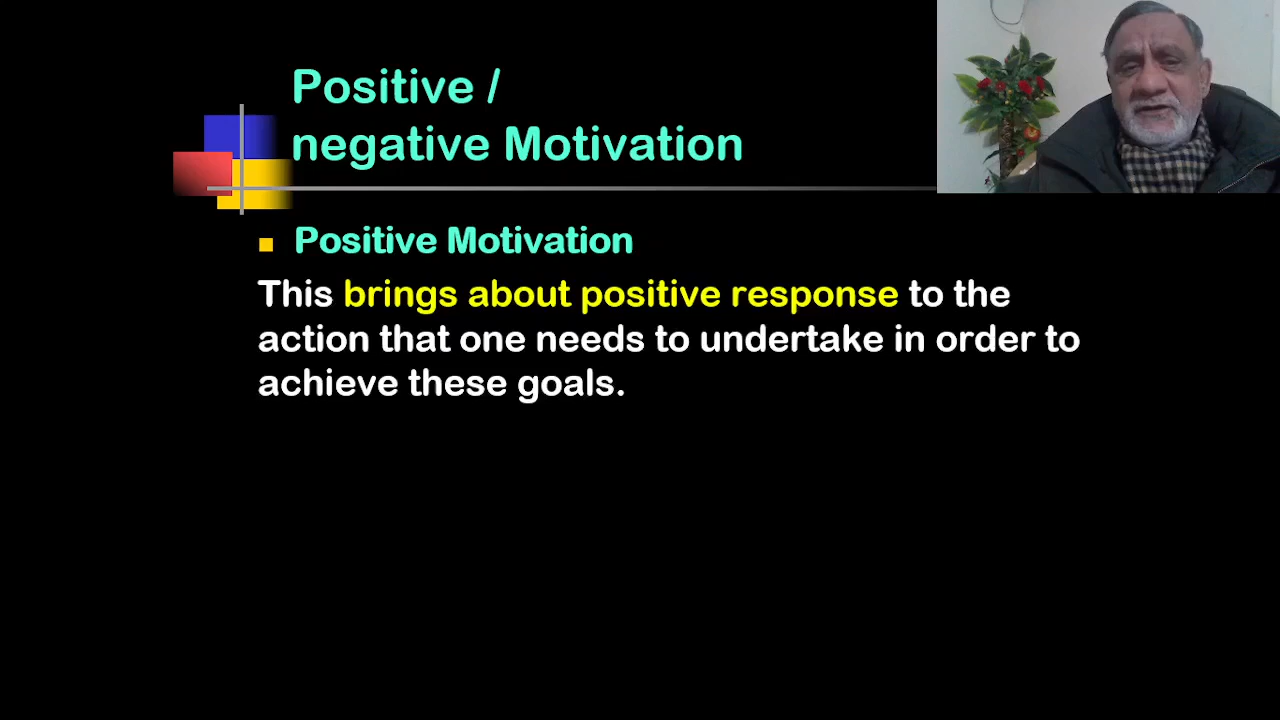 Positive /
negative Motivation
Positive Motivation
This brings about positive response to the
action that one needs to undertake in order to
achieve these goals.